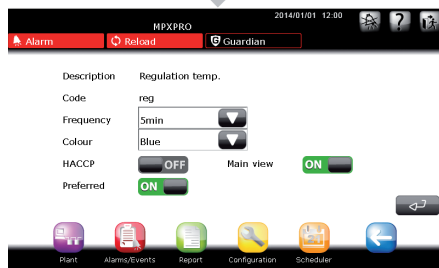 2014/01/01 12:00
MPXPRO
Alarm Reload Guardian
Description Regulation temp.
Code reg
Frequency 5min
Colour Blue
HACCP OFF Main view ON
Preferred ON
Plant Alarms/Events Report Configuration Scheduler